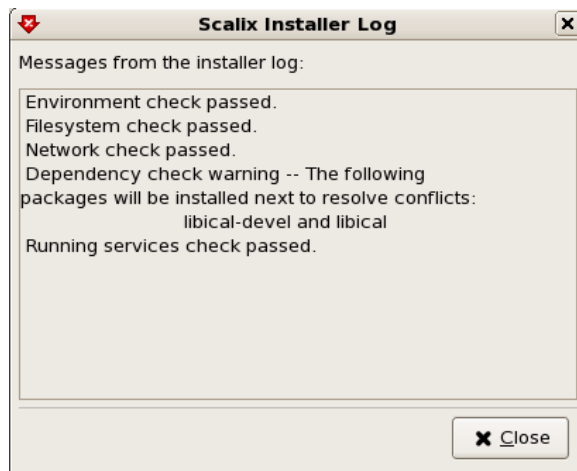 Scalix Installer Log
Messages from the installer log:
Environment check passed.
Filesystem check passed.
Network check passed.
Dependency check warning -- The following
packages will be installed next to resolve conflicts:
libical-devel and libical
Running services check passed.
Close